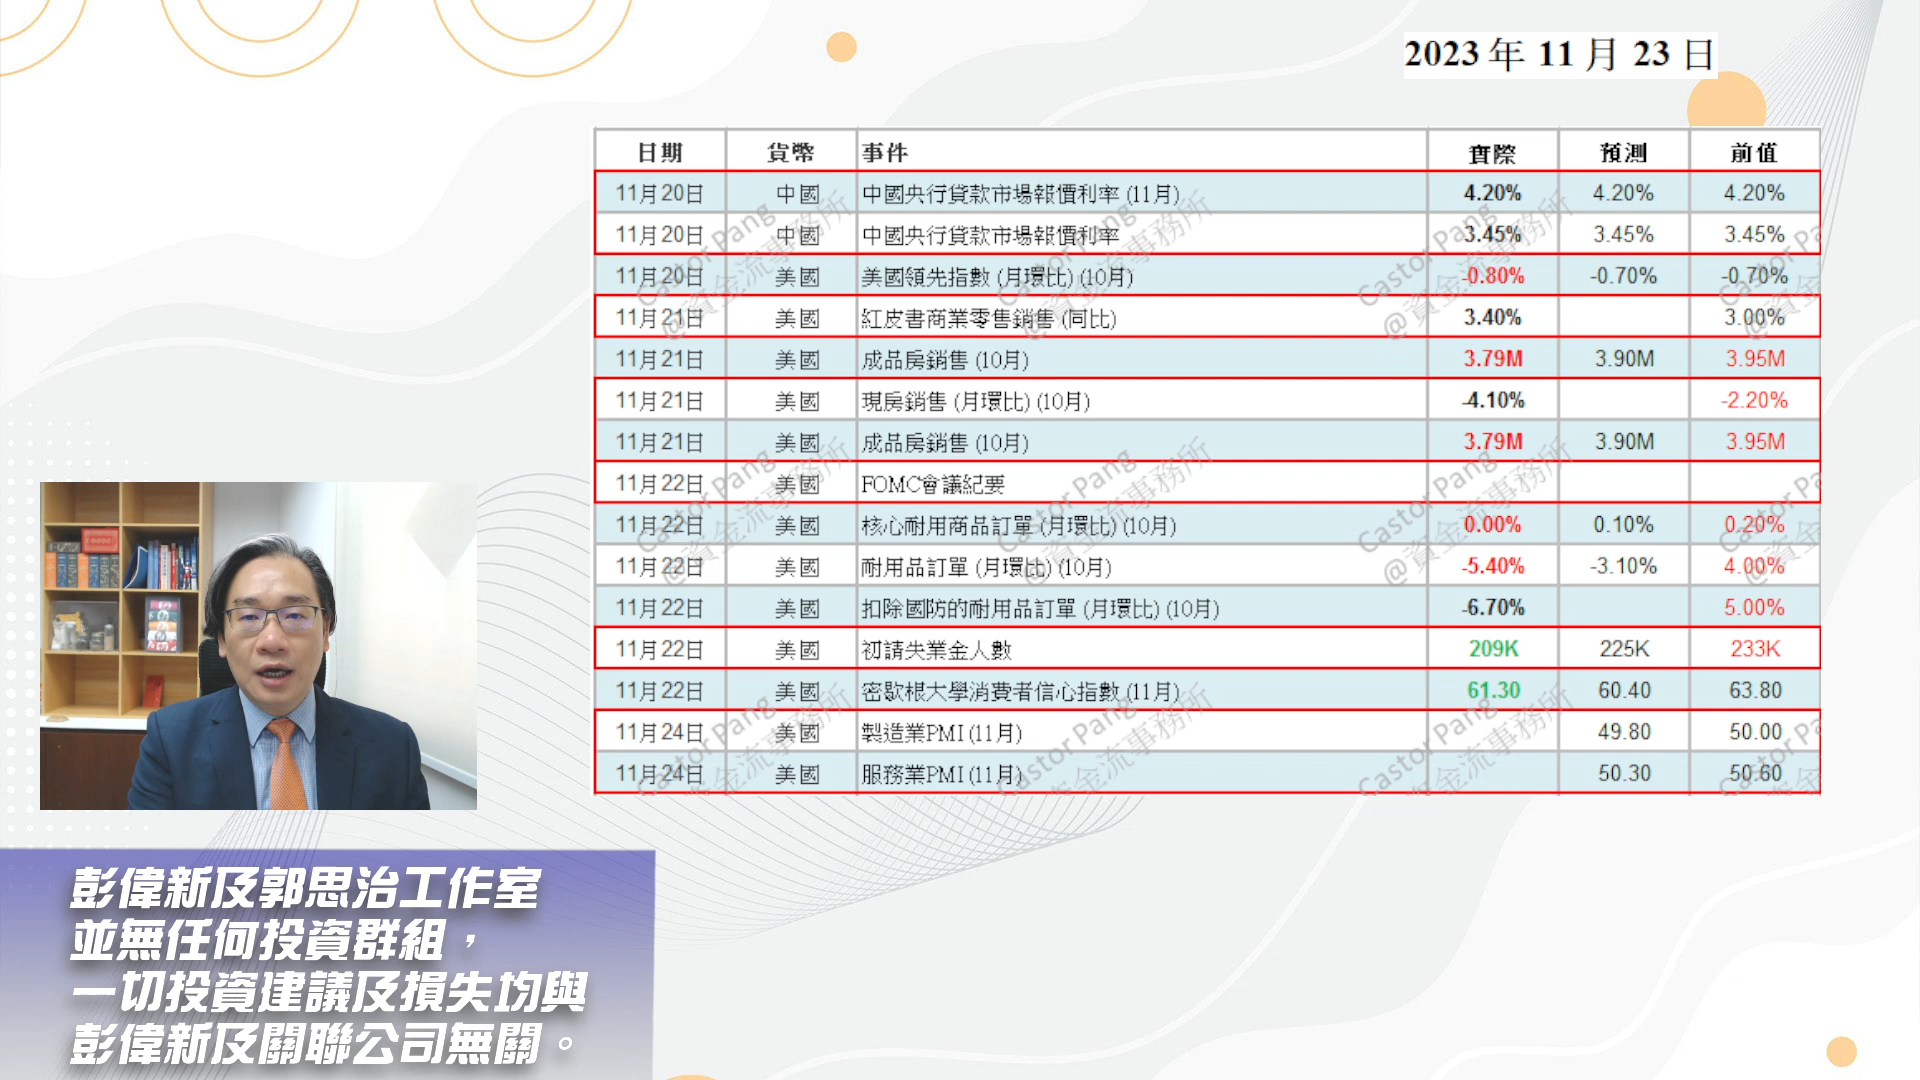 2023 年 11 月 23 日
日期 貨幣 事件 實際 預測 前值
11月20日 中國 中國央行貸款市場報價利率 (11月) 4.20% 4.20% 4.20%
11月20日 中國 中國央行貸款市場報價利率 3.45% 3.45% 3.45%
11月20日 美國 美國領先指數 (月環比) (10月) -0.80% -0.70% -0.70%
11月21日 美國 紅皮書商業零售銷售 (同比) 3.40% 3.00%
11月21日 美國 成品房銷售 (10月) 3.79M 3.90M 3.95M
11月21日 美國 現房銷售 (月環比) (10月) -4.10% -2.20%
11月21日 美國 成品房銷售 (10月) 3.79M 3.90M 3.95M
11月22日 美國 FOMC會議紀要
11月22日 美國 核心耐用商品訂單 (月環比) (10月) 0.00% 0.10% 0.20%
11月22日 美國 耐用品訂單 (月環比) (10月) -5.40% -3.10% 4.00%
11月22日 美國 扣除國防的耐用品訂單 (月環比) (10月) -6.70% 5.00%
11月22日 美國 初請失業金人數 209K 225K 233K
11月22日 美國 密歇根大學消費者信心指數 (11月) 61.30 60.40 63.80
11月24日 美國 製造業PMI (11月) 49.80 50.00
11月24日 美國 服務業PMI (11月) 50.30 50.60
Castor Pang
@資金流事務所
彭偉新及郭思治工作室
並無任何投資群組，
一切投資建議及損失均與
彭偉新及關聯公司無關。